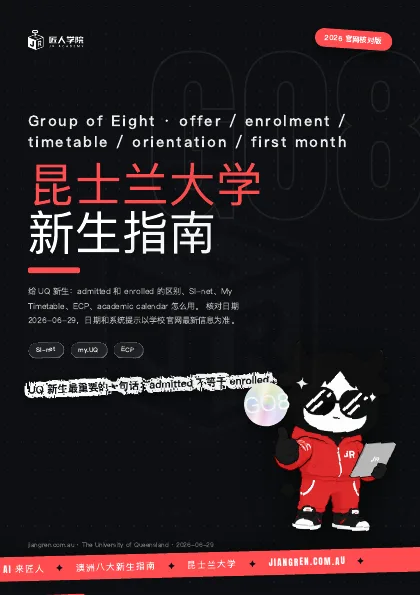 匠人学院
JR ACADEMY
2026 官网核对版
Group of Eight · offer / enrolment /
timetable / orientation / first month
昆士兰大学
新生指南
给 UQ 新生：admitted 和 enrolled 的区别、SI-net、My
Timetable、ECP、academic calendar 怎么用。 核对日期
2026-06-29，日期和系统提示以学校官网最新信息为准。
SI-net
my.UQ
ECP
UQ 新生最重要的一句话：admitted 不等于 enrolled。
GO8
JR
JR
jiangren.com.au · The University of Queensland · 2026-06-29
AI 来匠人 ✦ 澳洲八大新生指南 ✦ 昆士兰大学 ✦ JIANGREN.COM.AU ✦